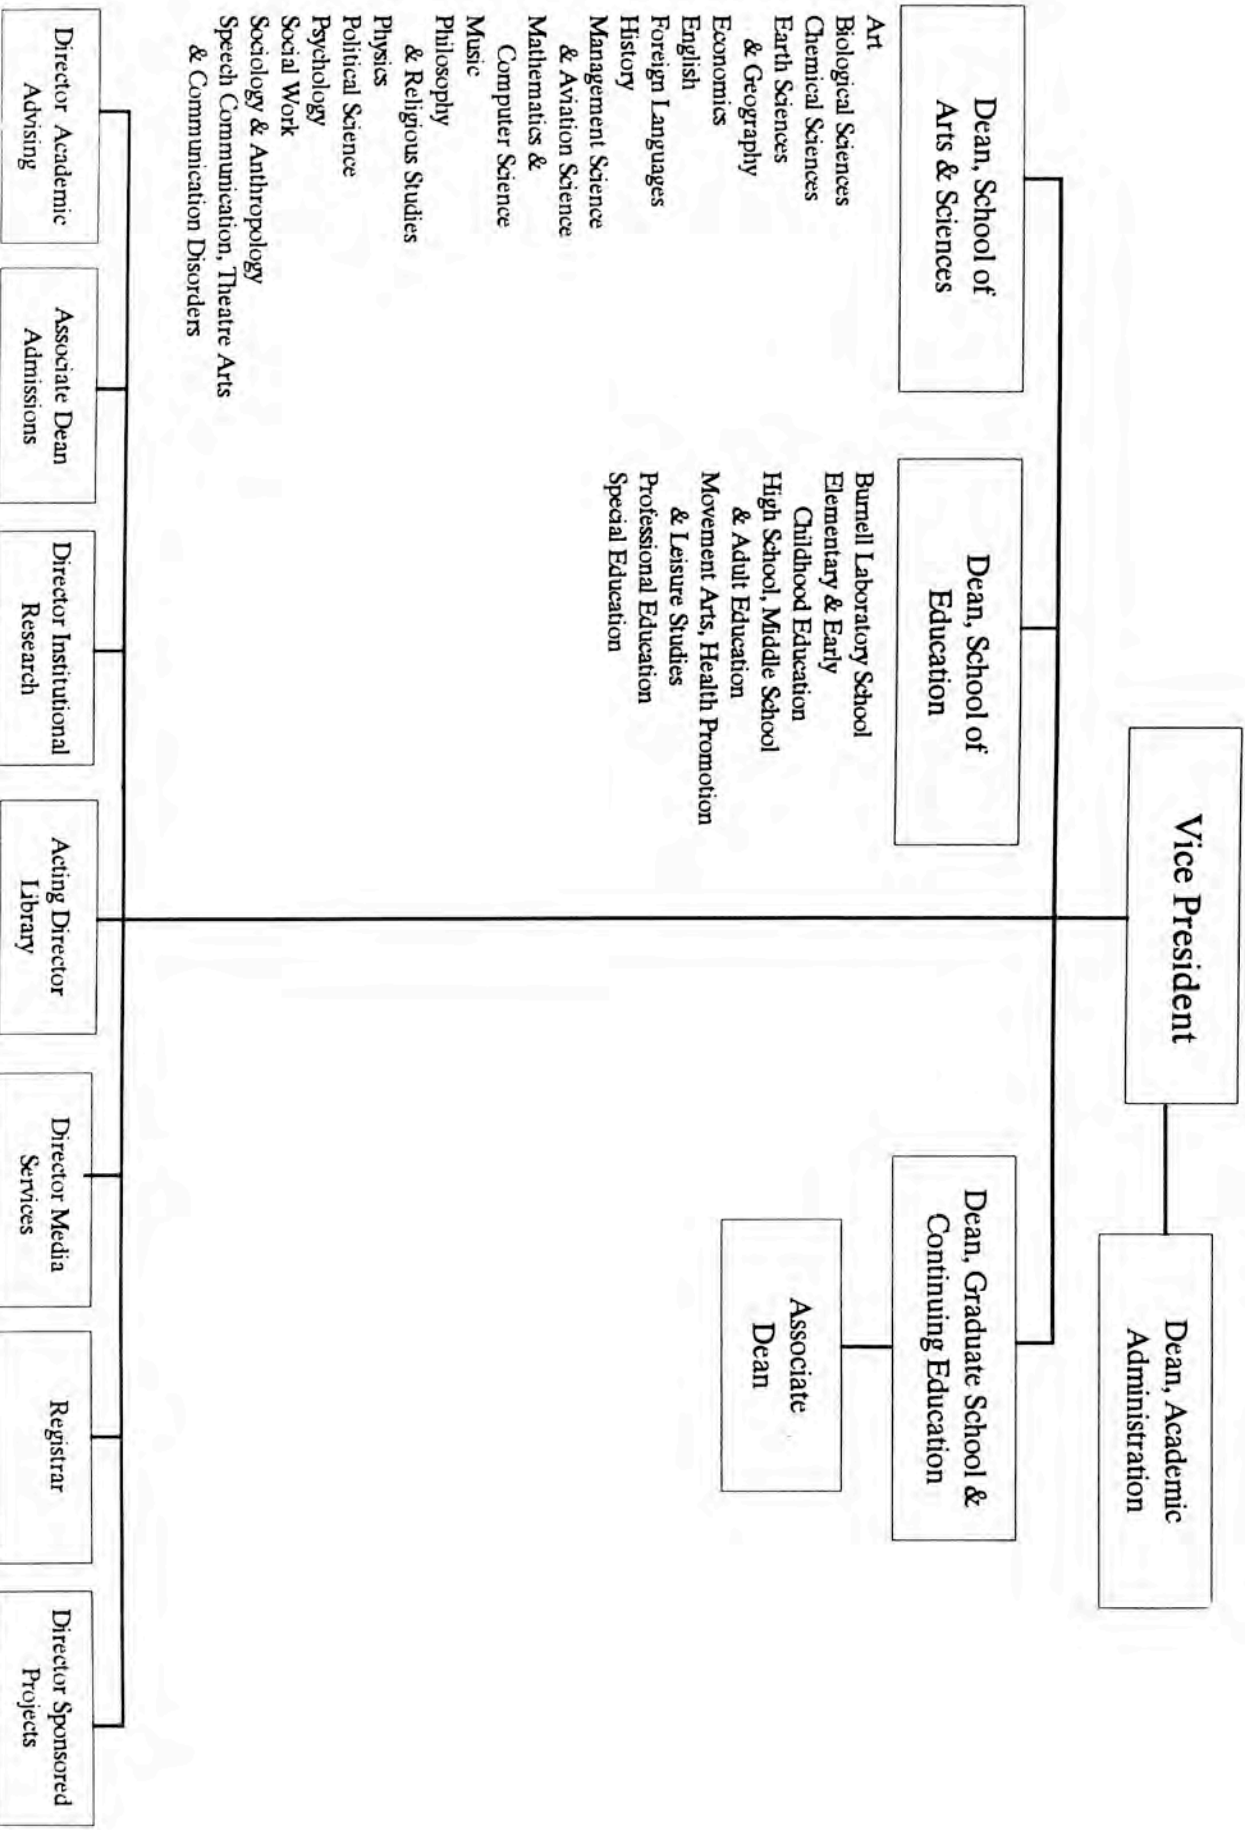 Vice President
Dean, Academic
Administration
Dean, School of
Arts & Sciences
Art
Biological Sciences
Chemical Sciences
Earth Sciences
& Geography
Economics
English
Foreign Languages
History
Management Science
& Aviation Science
Mathematics &
Computer Science
Music
Philosophy
& Religious Studies
Physics
Political Science
Psychology
Social Work
Sociology & Anthropology
Speech Communication, Theatre Arts
& Communication Disorders
Dean, School of
Education
Burnell Laboratory School
Elementary & Early
Childhood Education
High School, Middle School
& Adult Education
Movement Arts, Health Promotion
& Leisure Studies
Professional Education
Special Education
Dean, Graduate School &
Continuing Education
Associate
Dean
Director Academic
Advising
Associate Dean
Admissions
Director Institutional
Research
Acting Director
Library
Director Media
Services
Registrar
Director Sponsored
Projects